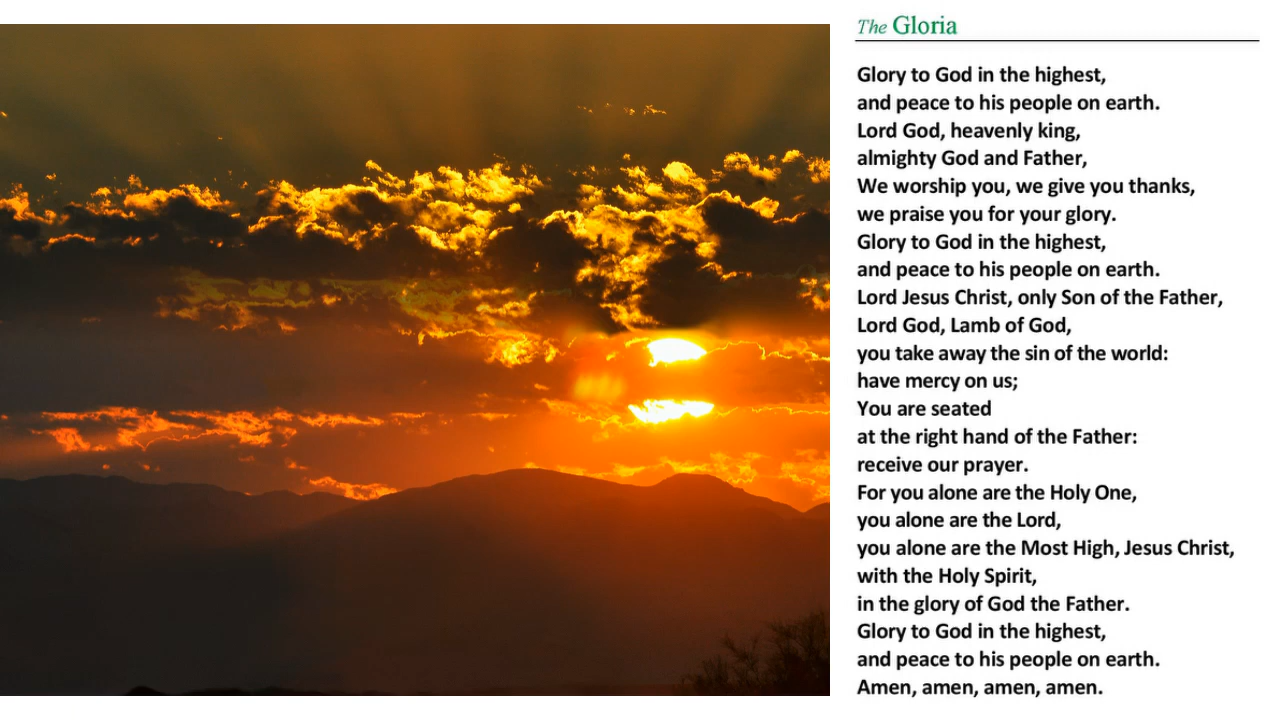 The Gloria
Glory to God in the highest,
and peace to his people on earth.
Lord God, heavenly king,
almighty God and Father,
We worship you, we give you thanks,
we praise you for your glory.
Glory to God in the highest,
and peace to his people on earth.
Lord Jesus Christ, only Son of the Father,
Lord God, Lamb of God,
you take away the sin of the world:
have mercy on us;
You are seated
at the right hand of the Father:
receive our prayer.
For you alone are the Holy One,
you alone are the Lord,
you alone are the Most High, Jesus Christ,
with the Holy Spirit,
in the glory of God the Father.
Glory to God in the highest,
and peace to his people on earth.
Amen, amen, amen, amen.